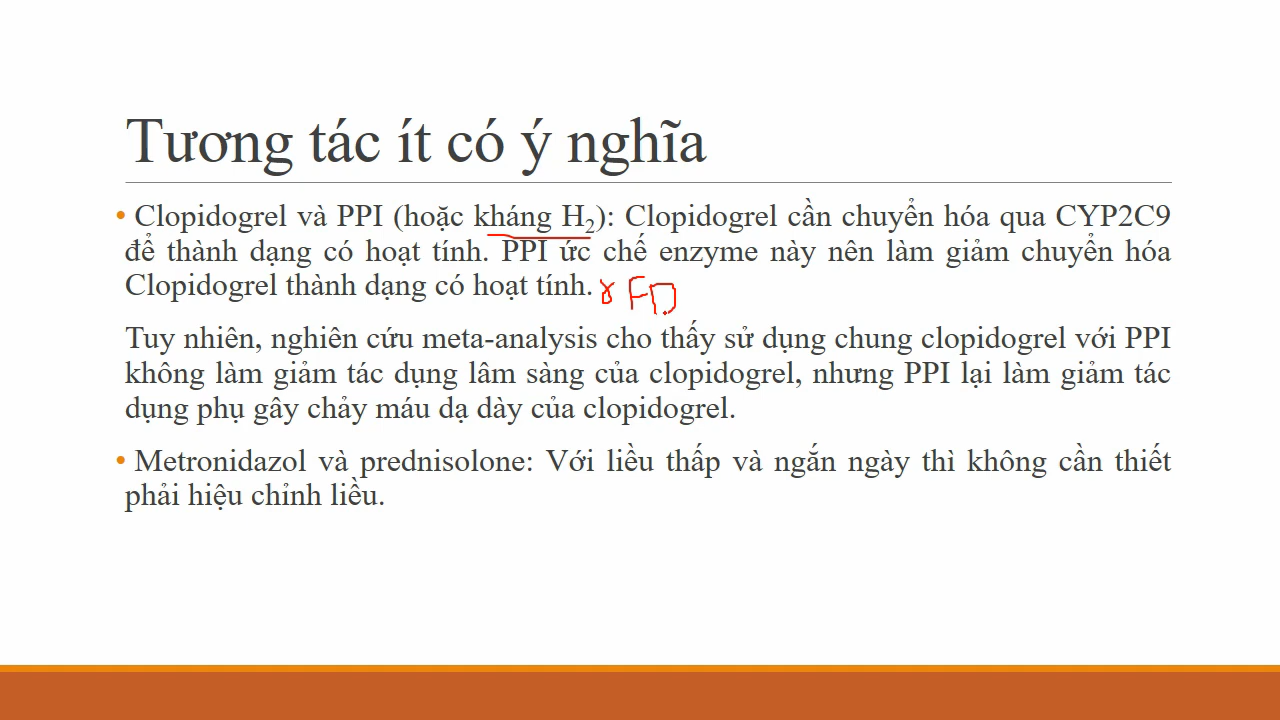 Tương tác ít có ý nghĩa
• Clopidogrel và PPI (hoặc kháng H₂): Clopidogrel cần chuyển hóa qua CYP2C9
để thành dạng có hoạt tính. PPI ức chế enzyme này nên làm giảm chuyển hóa
Clopidogrel thành dạng có hoạt tính.
Tuy nhiên, nghiên cứu meta-analysis cho thấy sử dụng chung clopidogrel với PPI
không làm giảm tác dụng lâm sàng của clopidogrel, nhưng PPI lại làm giảm tác
dụng phụ gây chảy máu dạ dày của clopidogrel.
• Metronidazol và prednisolone: Với liều thấp và ngắn ngày thì không cần thiết
phải hiệu chỉnh liều.